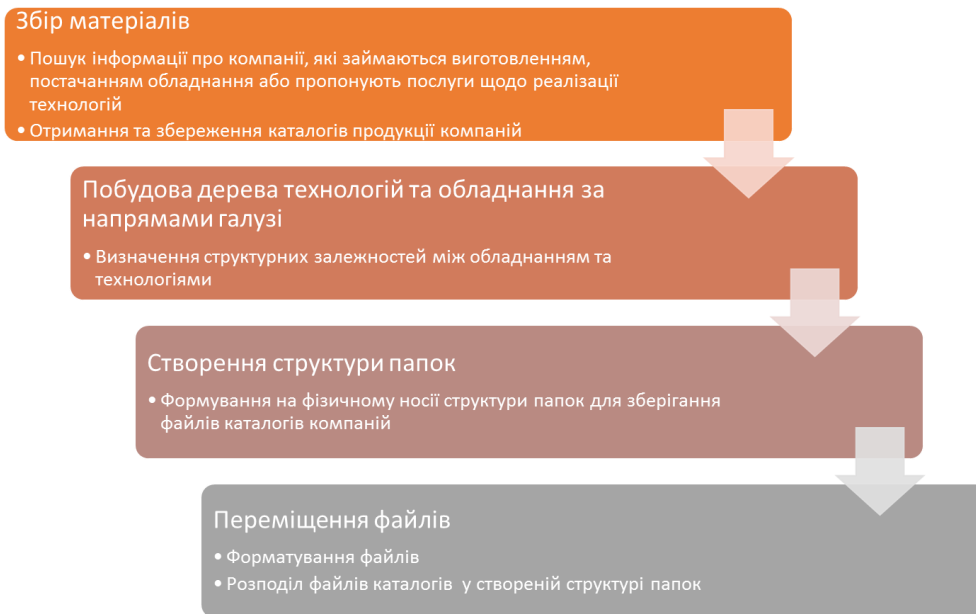 Збір матеріалів
• Пошук інформації про компанії, які займаються виготовленням,
постачанням обладнання або пропонують послуги щодо реалізації
технологій
• Отримання та збереження каталогів продукції компаній
Побудова дерева технологій та обладнання за
напрямами галузі
• Визначення структурних залежностей між обладнанням та
технологіями
Створення структури папок
• Формування на фізичному носії структури папок для зберігання
файлів каталогів компаній
Переміщення файлів
• Форматування файлів
• Розподіл файлів каталогів у створеній структурі папок